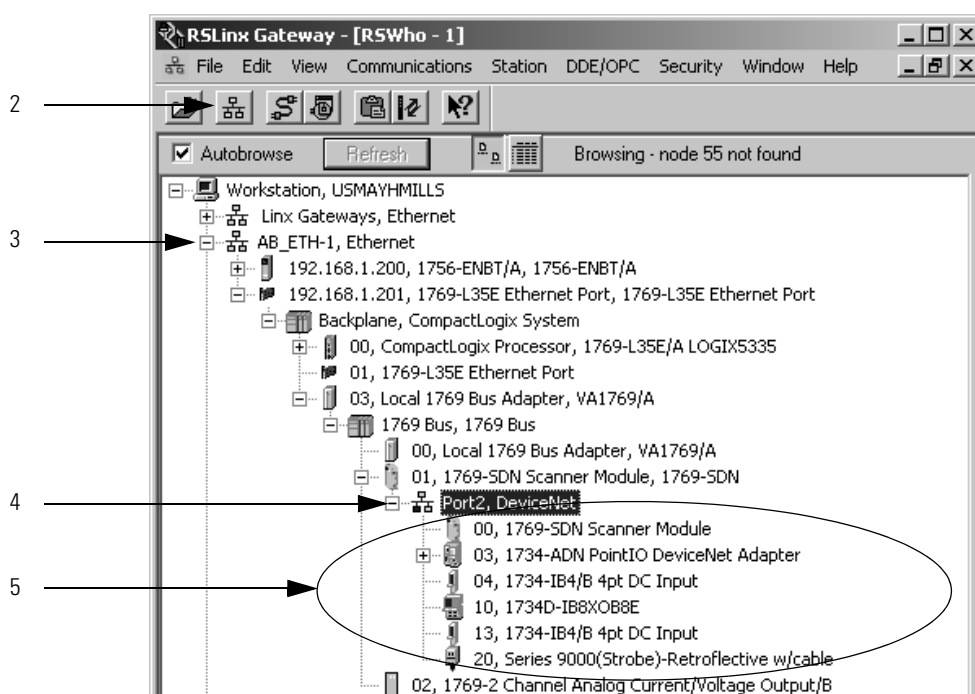 RSLinx Gateway - [RSWho - 1]
File Edit View Communications Station DDE/OPC Security Window Help
2
Autobrowse Refresh Browsing - node 55 not found
Workstation, USMAYHMILLS
Linx Gateways, Ethernet
3
AB_ETH-1, Ethernet
192.168.1.200, 1756-ENBT/A, 1756-ENBT/A
192.168.1.201, 1769-L35E Ethernet Port, 1769-L35E Ethernet Port
Backplane, CompactLogix System
00, CompactLogix Processor, 1769-L35E/A LOGIX5335
01, 1769-L35E Ethernet Port
03, Local 1769 Bus Adapter, VA1769/A
1769 Bus, 1769 Bus
00, Local 1769 Bus Adapter, VA1769/A
01, 1769-SDN Scanner Module, 1769-SDN
4
Port2, DeviceNet
00, 1769-SDN Scanner Module
03, 1734-ADN PointIO DeviceNet Adapter
5
04, 1734-IB4/B 4pt DC Input
10, 1734D-IB8XOB8E
13, 1734-IB4/B 4pt DC Input
20, Series 9000(Strobe)-Retroflective w/cable
02, 1769-2 Channel Analog Current/Voltage Output/B